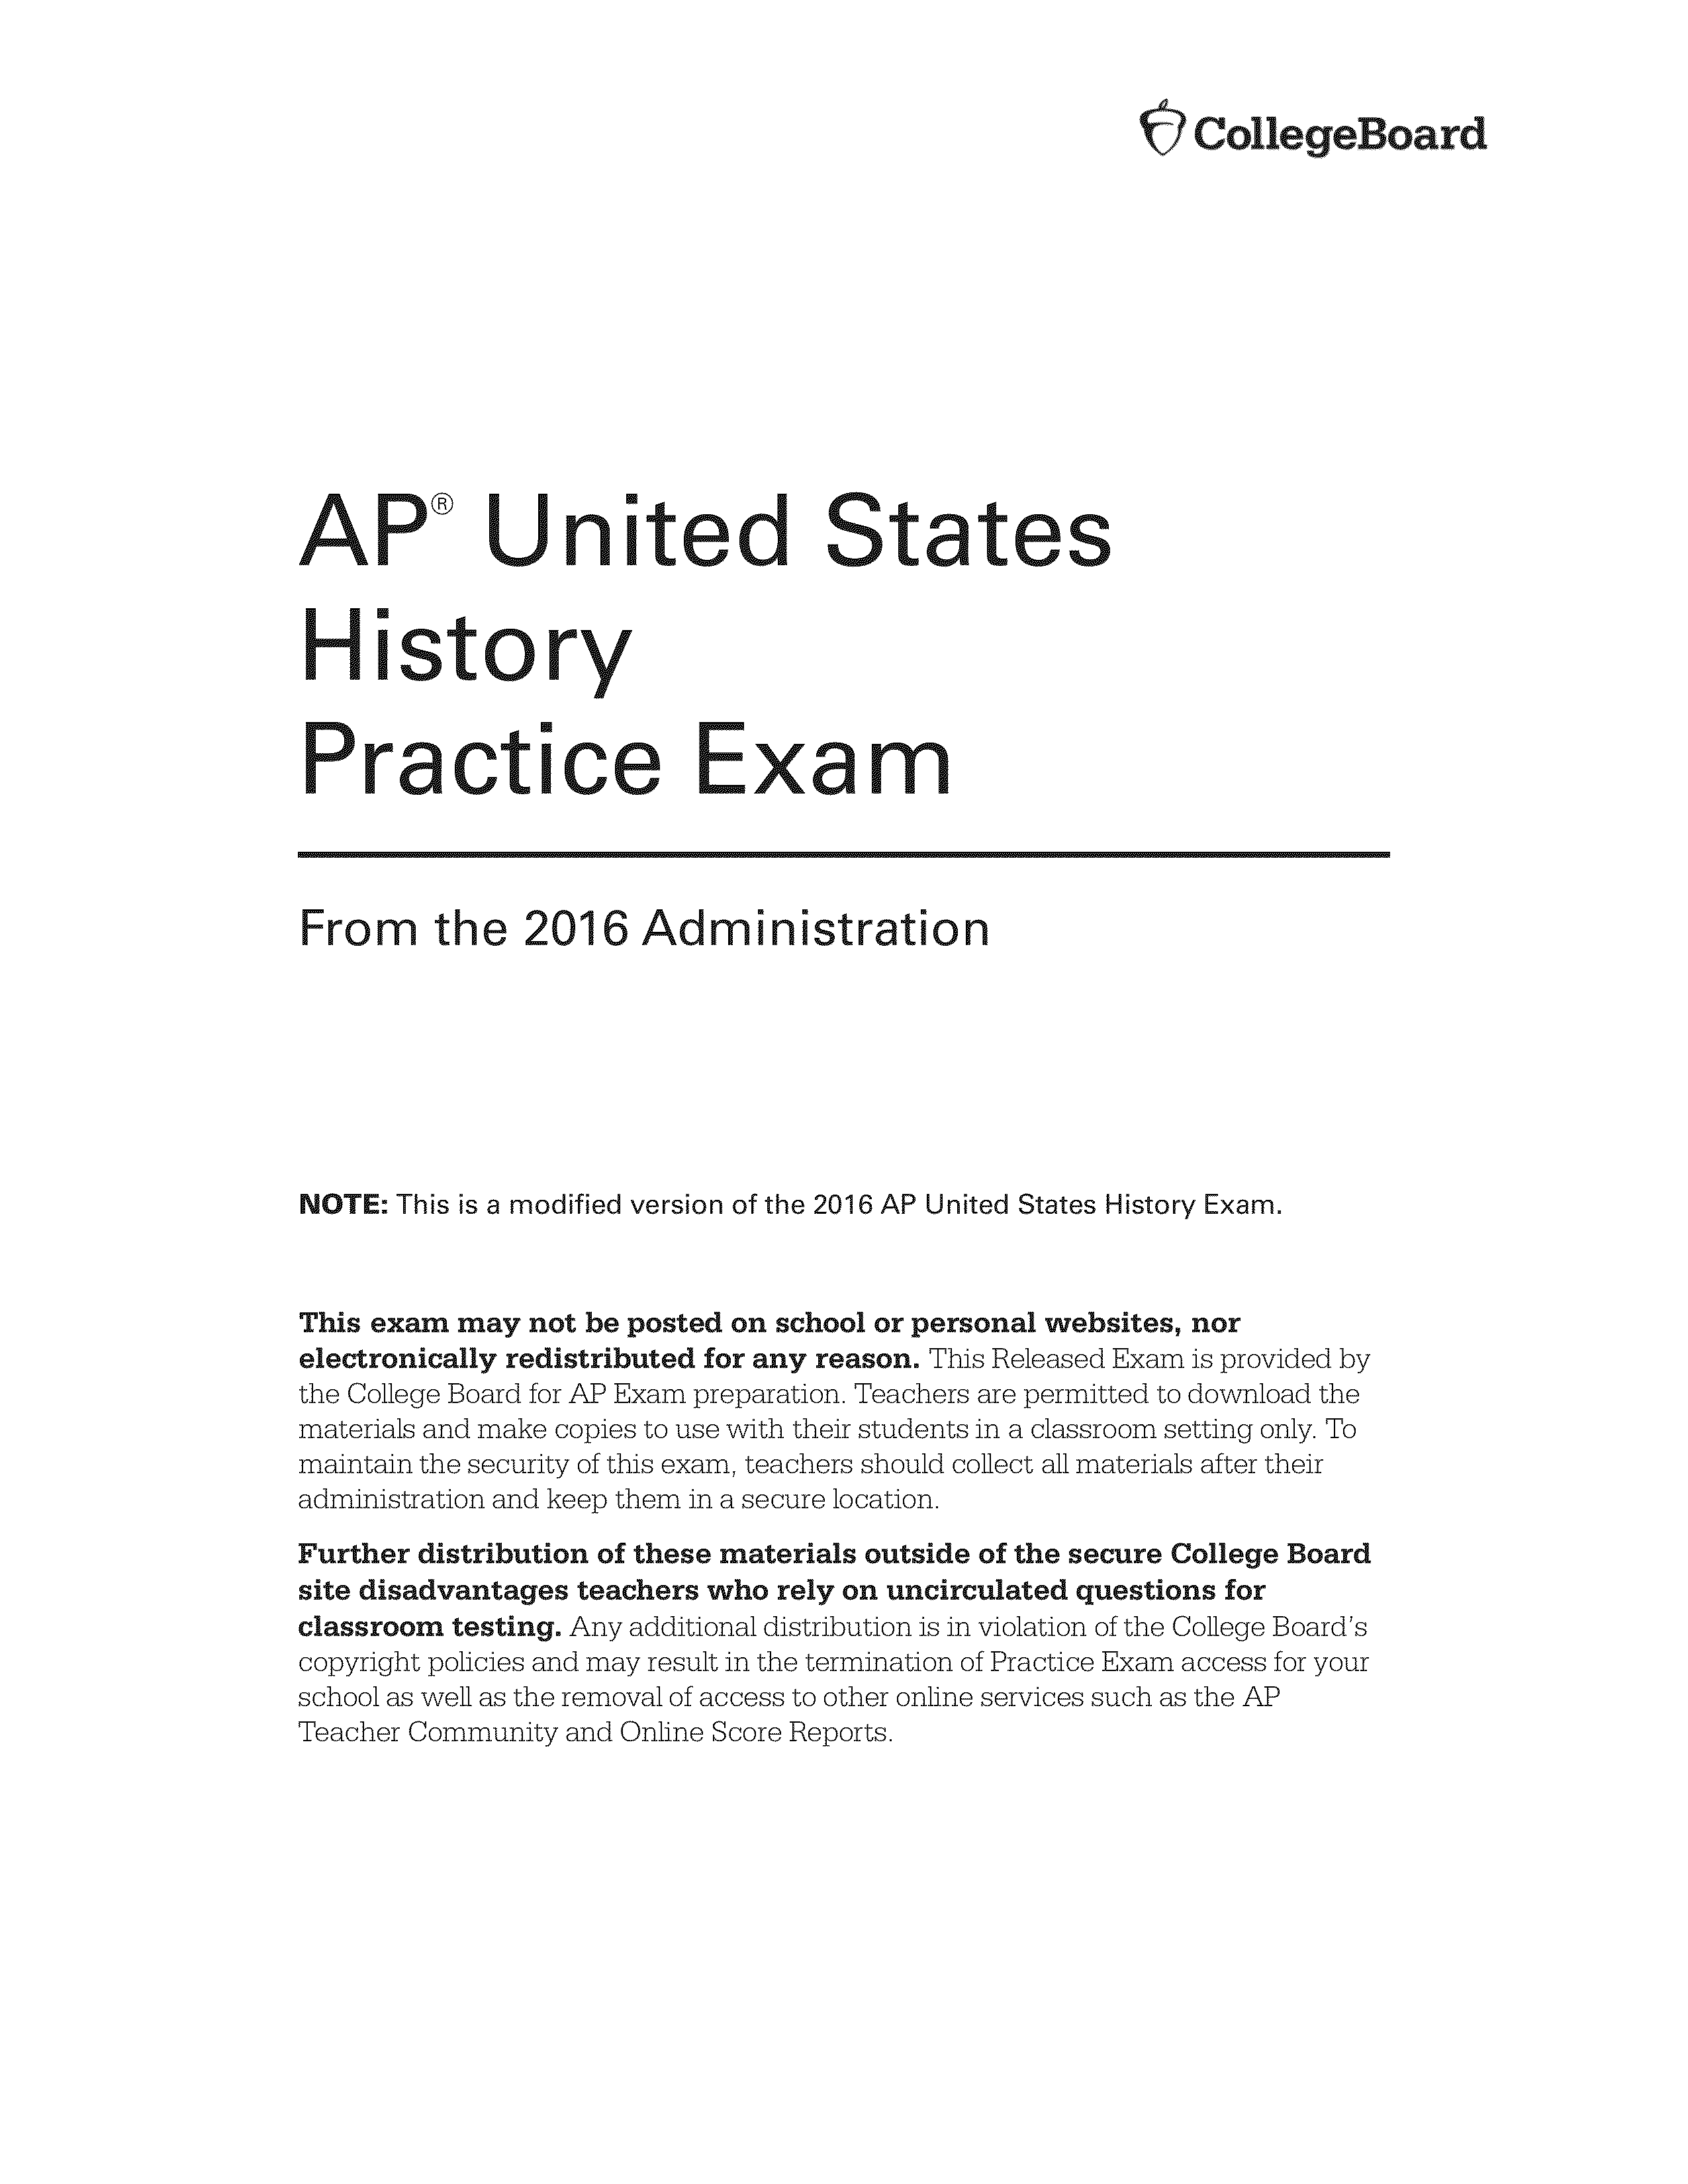 CollegeBoard
AP® United States
History
Practice Exam
From the 2016 Administration
NOTE: This is a modified version of the 2016 AP United States History Exam.
This exam may not be posted on school or personal websites, nor
electronically redistributed for any reason. This Released Exam is provided by
the College Board for AP Exam preparation. Teachers are permitted to download the
materials and make copies to use with their students in a classroom setting only. To
maintain the security of this exam, teachers should collect all materials after their
administration and keep them in a secure location.
Further distribution of these materials outside of the secure College Board
site disadvantages teachers who rely on uncirculated questions for
classroom testing. Any additional distribution is in violation of the College Board's
copyright policies and may result in the termination of Practice Exam access for your
school as well as the removal of access to other online services such as the AP
Teacher Community and Online Score Reports.